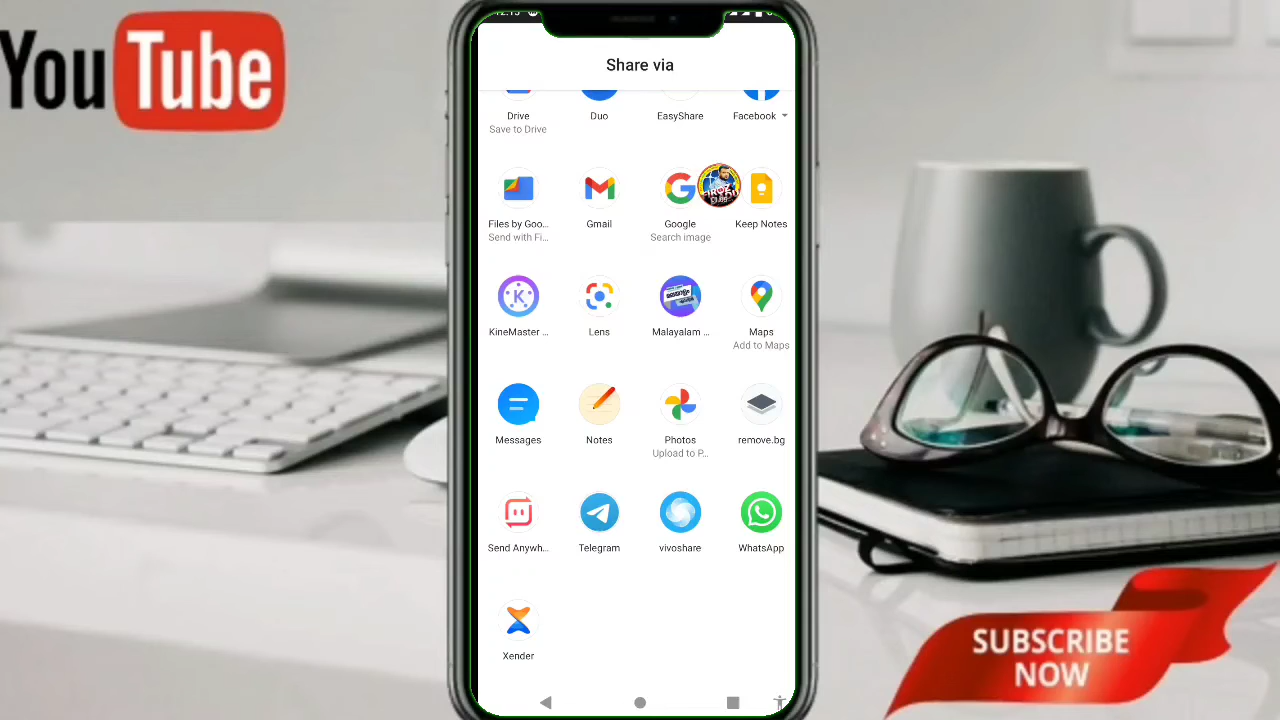 YouTube
Share via
Drive
Duo
EasyShare
Facebook
Save to Drive
Files by Goo...
Gmail
Google
Keep Notes
Send with Fi...
Search image
KineMaster ...
Lens
Malayalam ...
Maps
Add to Maps
Messages
Notes
Photos
remove.bg
Upload to P...
Send Anywh...
Telegram
vivoshare
WhatsApp
Xender
SUBSCRIBE
NOW